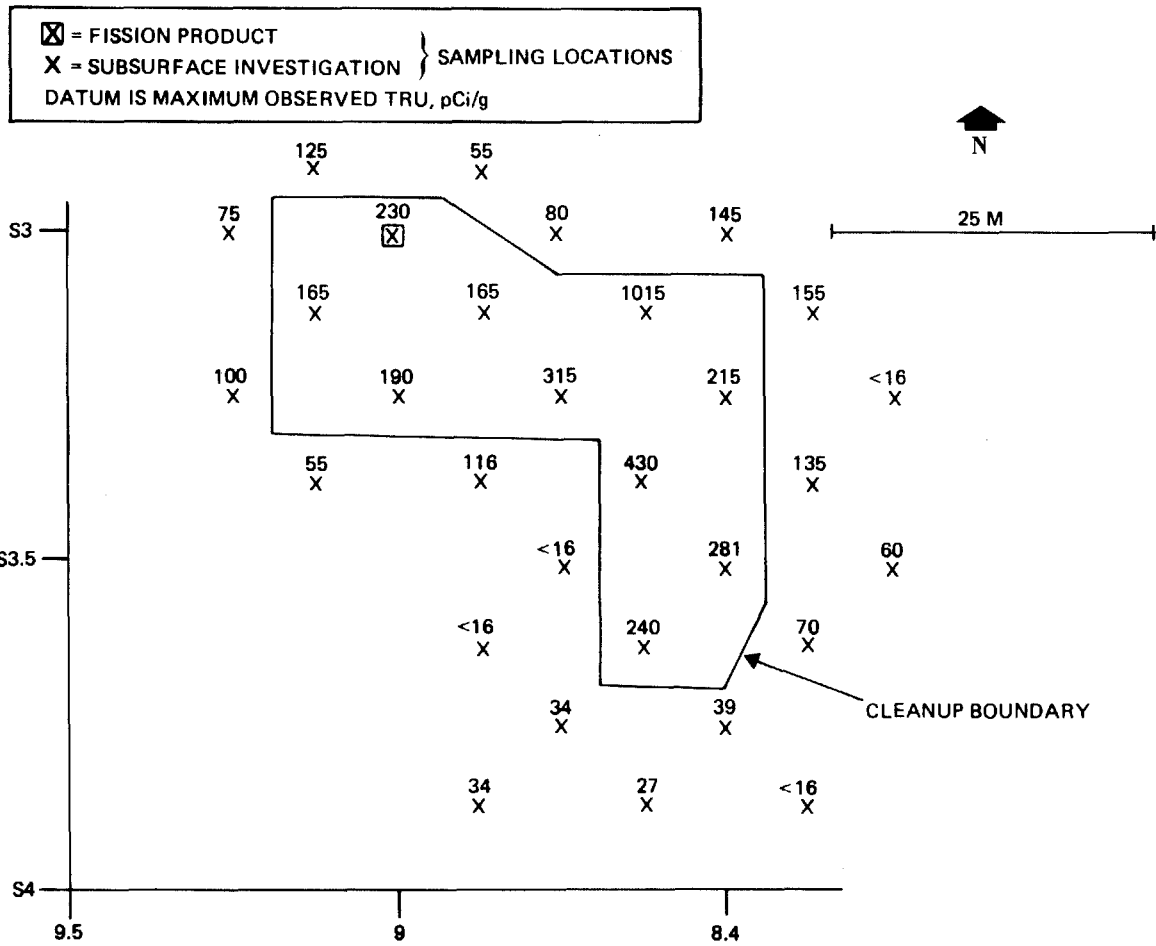 ☒ = FISSION PRODUCT
X = SUBSURFACE INVESTIGATION } SAMPLING LOCATIONS
DATUM IS MAXIMUM OBSERVED TRU, pCi/g
N
25 M
125 55
S3 75 230 80 145
165 165 1015 155
100 190 315 215 <16
55 116 430 135
S3.5 <16 281 60
<16 240 70
CLEANUP BOUNDARY
34 39
34 27 <16
S4
9.5 9 8.4